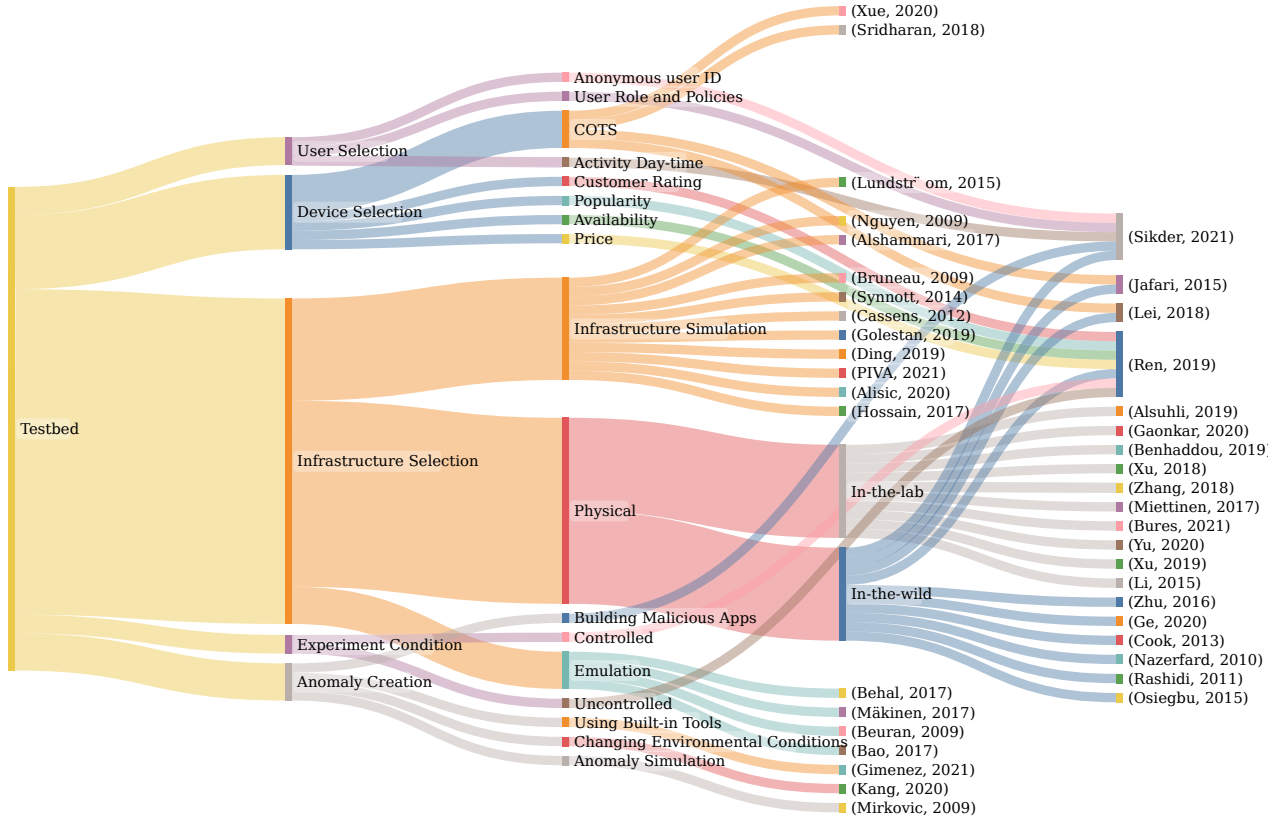 Testbed
User Selection
Device Selection
Infrastructure Selection
Experiment Condition
Anomaly Creation
Anonymous user ID
User Role and Policies
COTS
Activity Day-time
Customer Rating
Popularity
Availability
Price
Infrastructure Simulation
Physical
Building Malicious Apps
Controlled
Emulation
Uncontrolled
Using Built-in Tools
Changing Environmental Conditions
Anomaly Simulation
(Xue, 2020)
(Sridharan, 2018)
(Lundstr¨ om, 2015)
(Nguyen, 2009)
(Alshammari, 2017)
(Bruneau, 2009)
(Synnott, 2014)
(Cassens, 2012)
(Golestan, 2019)
(Ding, 2019)
(PIVA, 2021)
(Alisic, 2020)
(Hossain, 2017)
In-the-lab
In-the-wild
(Behal, 2017)
(Mäkinen, 2017)
(Beuran, 2009)
(Bao, 2017)
(Gimenez, 2021)
(Kang, 2020)
(Mirkovic, 2009)
(Sikder, 2021)
(Jafari, 2015)
(Lei, 2018)
(Ren, 2019)
(Alsuhli, 2019)
(Gaonkar, 2020)
(Benhaddou, 2019)
(Xu, 2018)
(Zhang, 2018)
(Miettinen, 2017)
(Bures, 2021)
(Yu, 2020)
(Xu, 2019)
(Li, 2015)
(Zhu, 2016)
(Ge, 2020)
(Cook, 2013)
(Nazerfard, 2010)
(Rashidi, 2011)
(Osiegbu, 2015)